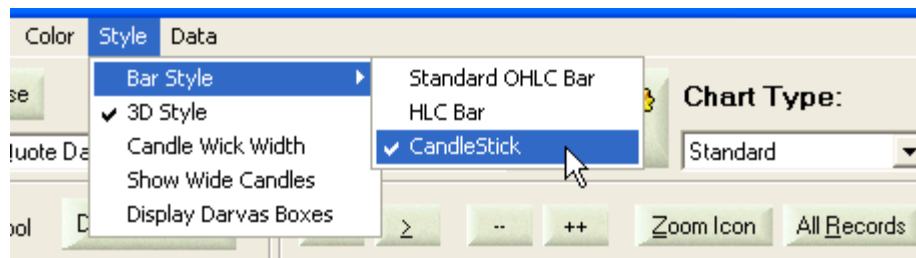 Color Style Data
Bar Style
3D Style
Candle Wick Width
Show Wide Candles
Display Darvas Boxes
Standard OHLC Bar
HLC Bar
CandleStick
Chart Type:
Standard
> -- ++ Zoom Icon All Records